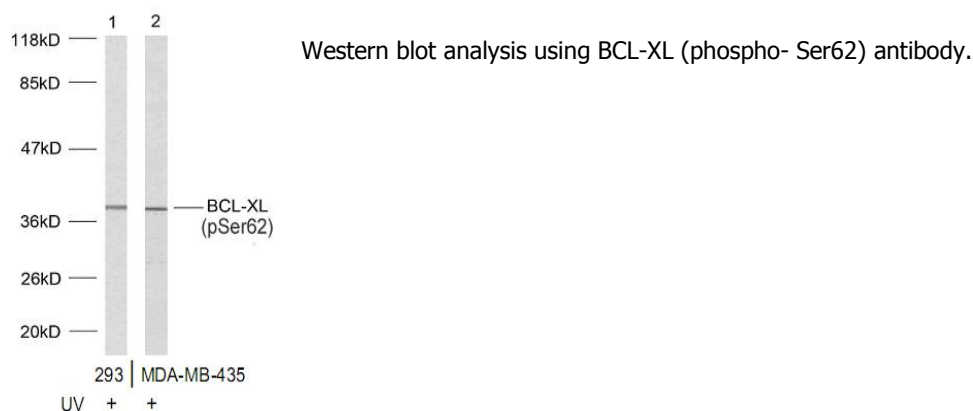 1 2
118kD
Western blot analysis using BCL-XL (phospho- Ser62) antibody.
85kD
47kD
BCL-XL
36kD
(pSer62)
26kD
20kD
293 | MDA-MB-435
UV + +